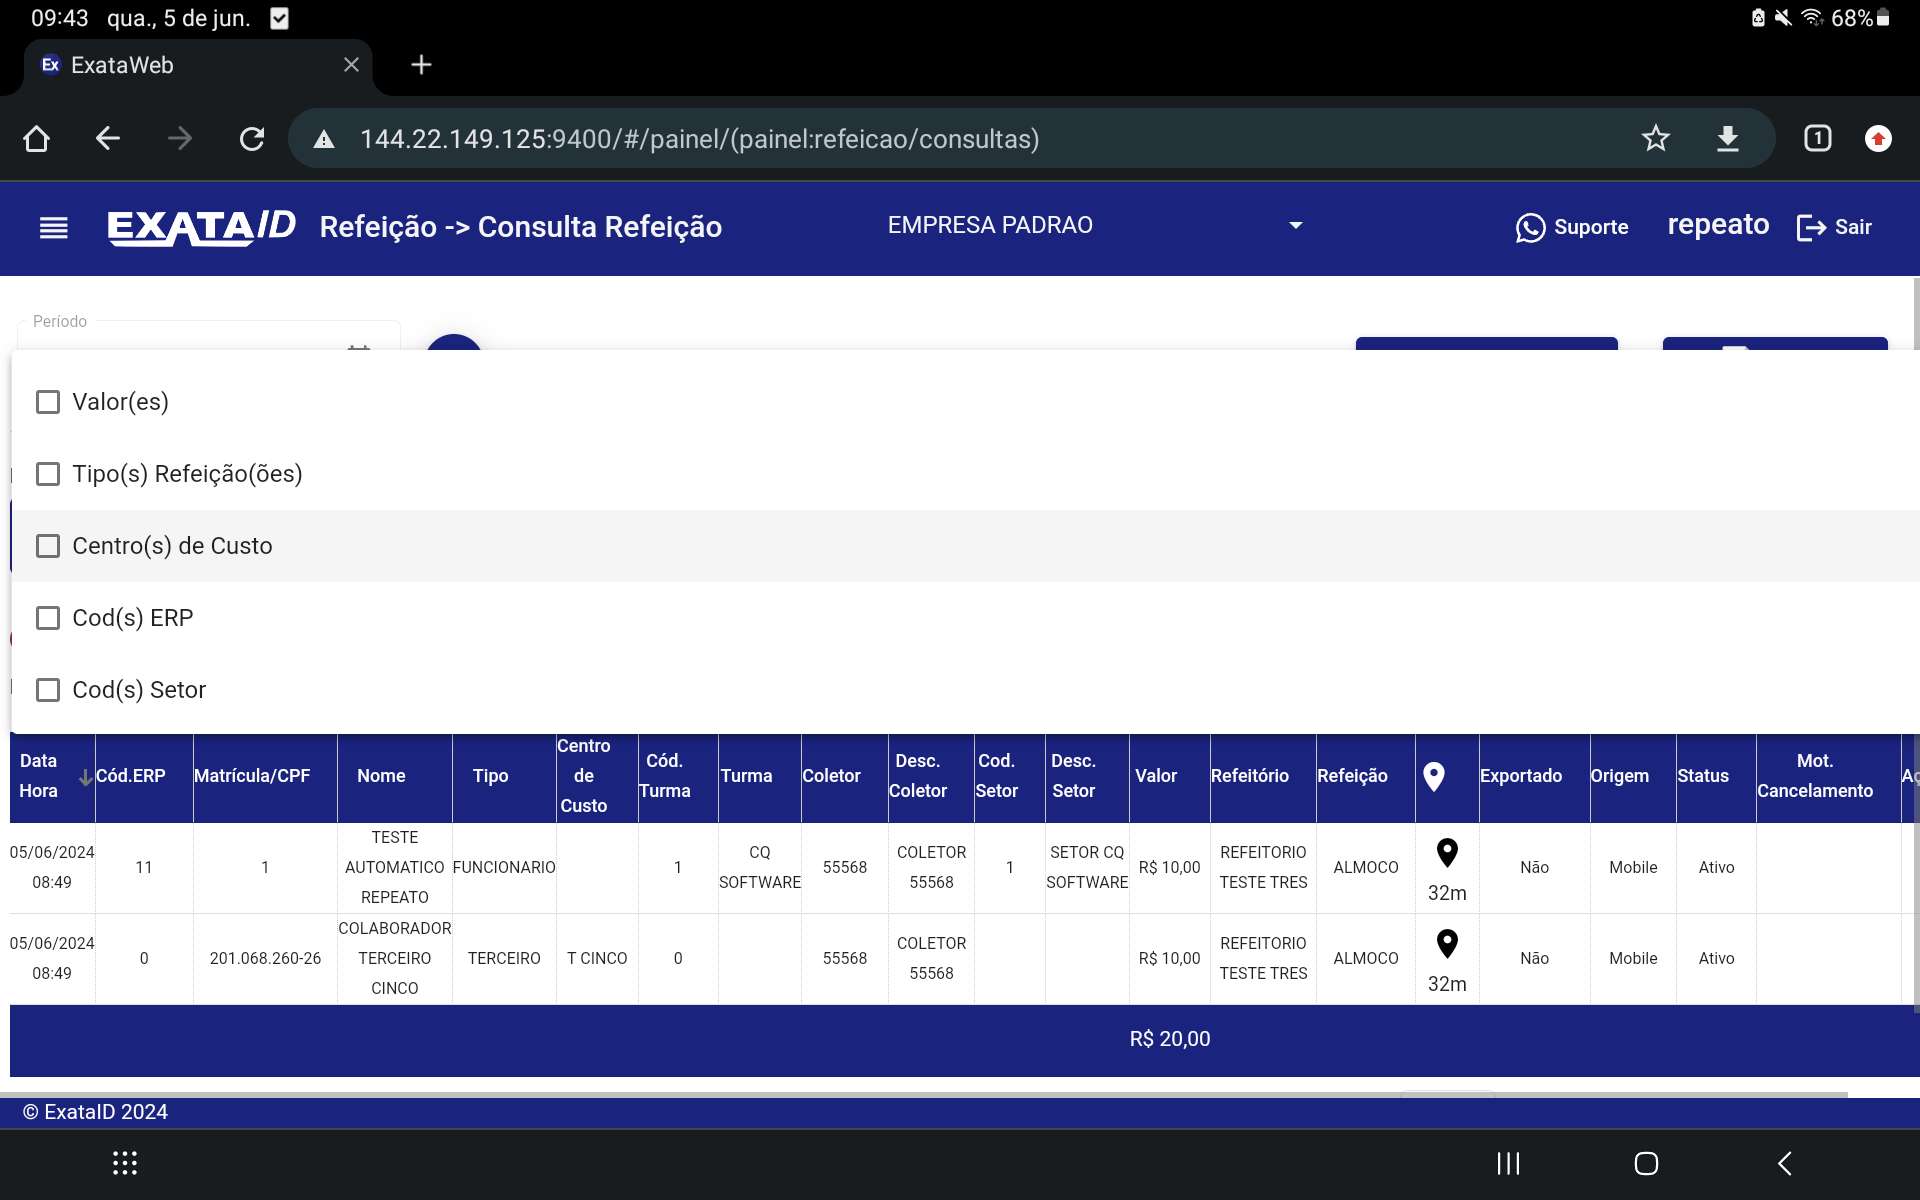 09:43 qua., 5 de jun. 68%
Ex ExataWeb
144.22.149.125:9400/#/painel/(painel:refeicao/consultas) 1
EXATAID Refeição -> Consulta Refeição EMPRESA PADRAO Suporte repeato Sair
Período
Valor(es)
Tipo(s) Refeição(ões)
Centro(s) de Custo
Cod(s) ERP
Cod(s) Setor
Data Hora Cód.ERP Matrícula/CPF Nome Tipo Centro de Custo Cód. Turma Turma Coletor Desc. Coletor Cod. Setor Desc. Setor Valor Refeitório Refeição Exportado Origem Status Mot. Cancelamento
05/06/2024 08:49 11 1 TESTE AUTOMATICO REPEATO FUNCIONARIO 1 CQ SOFTWARE 55568 COLETOR 55568 1 SETOR CQ SOFTWARE R$ 10,00 REFEITORIO TESTE TRES ALMOCO 32m Não Mobile Ativo
05/06/2024 08:49 0 201.068.260-26 COLABORADOR TERCEIRO CINCO TERCEIRO T CINCO 0 55568 COLETOR 55568 R$ 10,00 REFEITORIO TESTE TRES ALMOCO 32m Não Mobile Ativo
R$ 20,00
© ExataID 2024